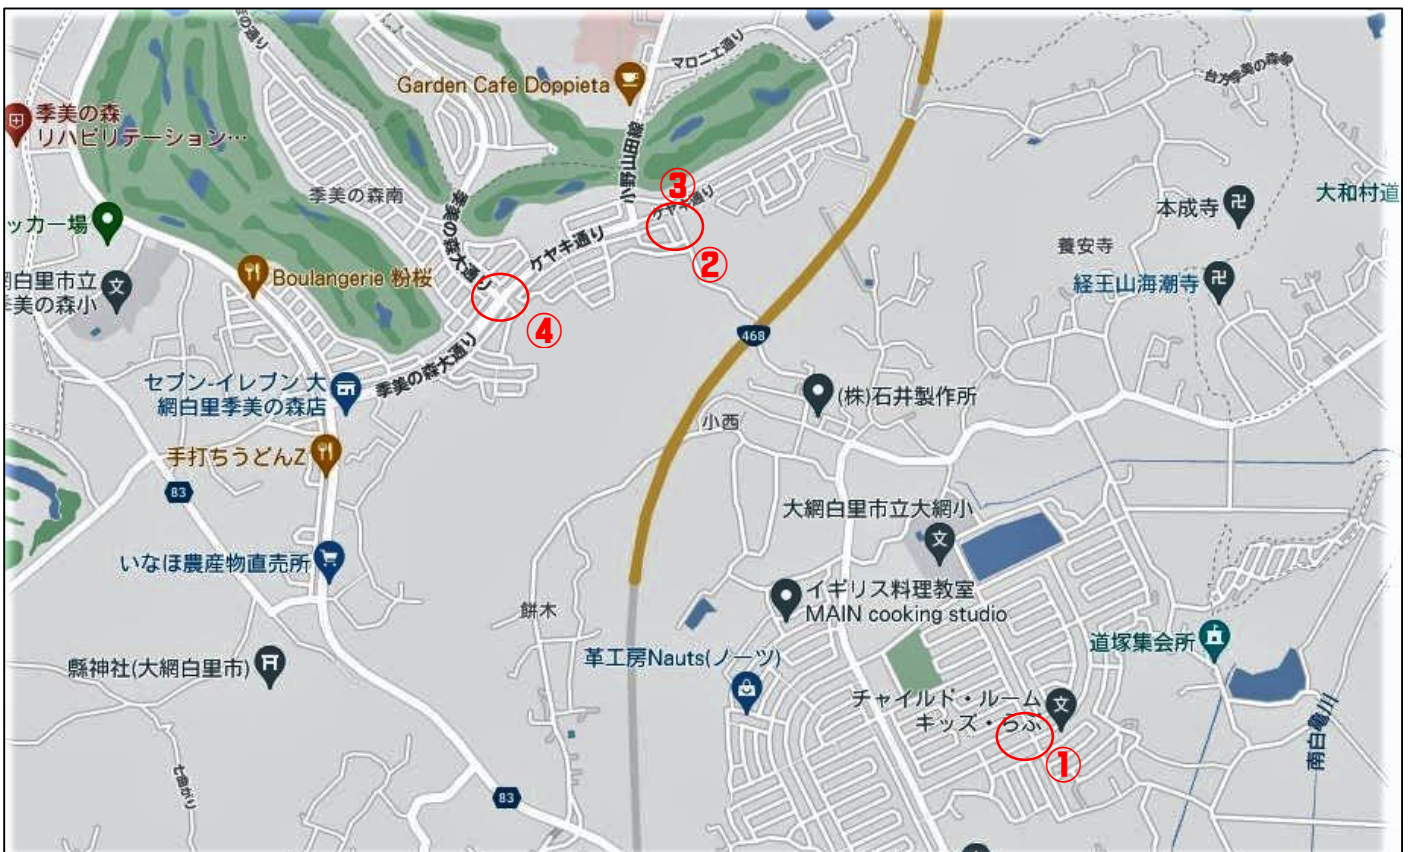 マロニエ通り
Garden Cafe Doppieta
台方季美の森線
季美の森
リハビリテーション…
小野山田線
季美の森南
③
ケヤキ通り
本成寺
大和村道
ッカー場
季美の森大通り
ケヤキ通り
②
養安寺
網白里市立
季美の森小
Boulangerie 粉桜
経王山海潮寺
④
468
季美の森大通り
セブン-イレブン 大
網白里季美の森店
(株)石井製作所
小西
手打ちうどんZ
83
大網白里市立大網小
いなほ農産物直売所
イギリス料理教室
MAIN cooking studio
餅木
道塚集会所
縣神社(大網白里市)
革工房Nauts(ノーツ)
チャイルド・ルーム
キッズ・らぶ
①
南白亀川
七曲がり
83